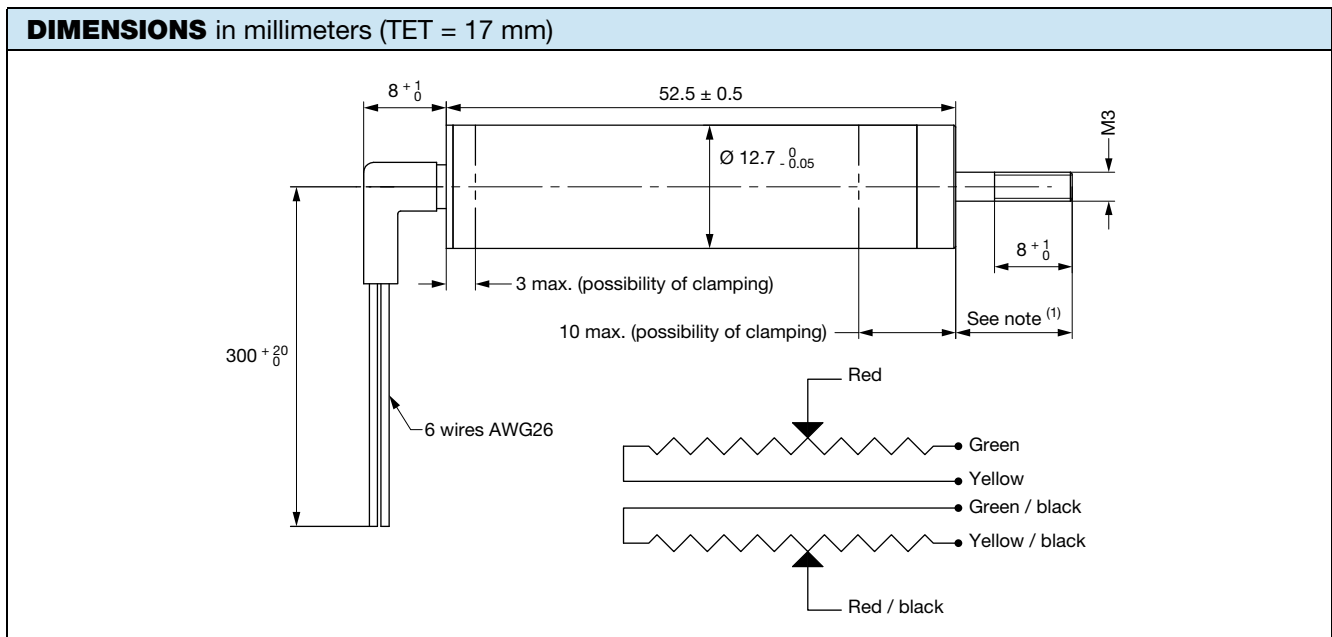 DIMENSIONS in millimeters (TET = 17 mm)
8 +1 0
52.5 ± 0.5
M3
Ø 12.7 0 - 0.05
8 +1 0
3 max. (possibility of clamping)
10 max. (possibility of clamping)
See note (1)
300 +20 0
6 wires AWG26
Red
Green
Yellow
Green / black
Yellow / black
Red / black